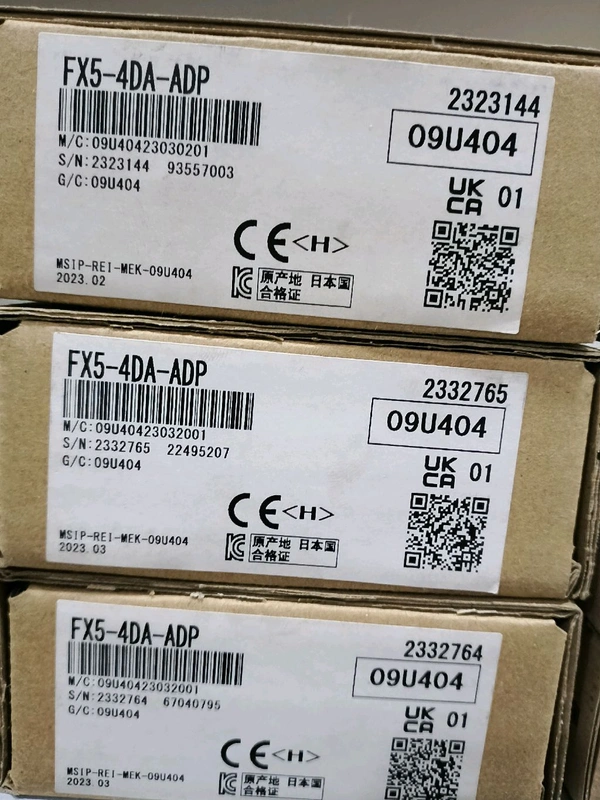 FX5-4DA-ADP
2323144
M/C:09U40423030201
09U404
S/N:2323144 93557003
G/C:09U404
UK
CA 01
CE <H>
MSIP-REI-MEK-09U404
2023.02
原产地 日本国
合格证
FX5-4DA-ADP
2332765
M/C:09U40423032001
09U404
S/N:2332765 22495207
G/C:09U404
UK
CA 01
CE <H>
MSIP-REI-MEK-09U404
2023.03
原产地 日本国
合格证
FX5-4DA-ADP
2332764
M/C:09U40423032001
09U404
S/N:2332764 67040795
G/C:09U404
UK
CA 01
CE <H>
MSIP-REI-MEK-09U404
2023.03
原产地 日本国
合格证